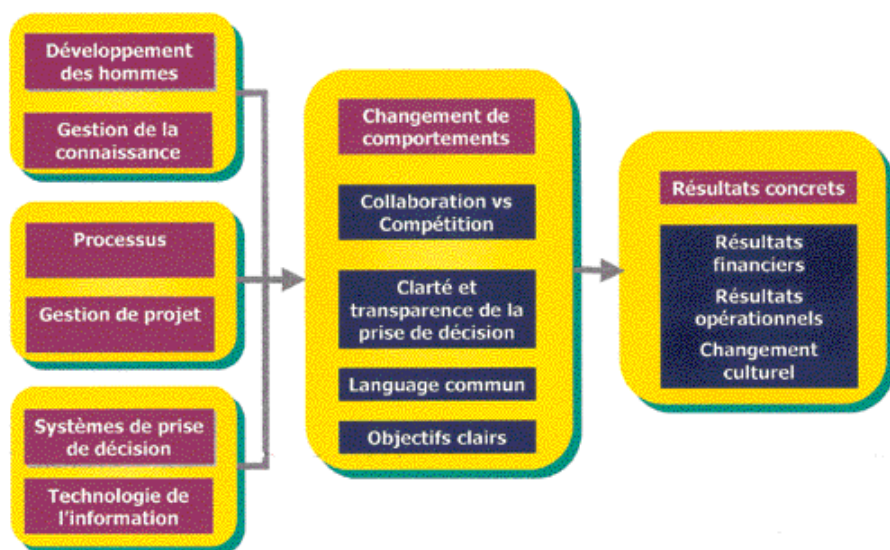 Développement
des hommes
Gestion de la
connaissance
Processus
Gestion de projet
Systèmes de prise
de décision
Technologie de
l'information
Changement de
comportements
Collaboration vs
Compétition
Clarté et
transparence de la
prise de décision
Language commun
Objectifs clairs
Résultats concrets
Résultats
financiers
Résultats
opérationnels
Changement
culturel